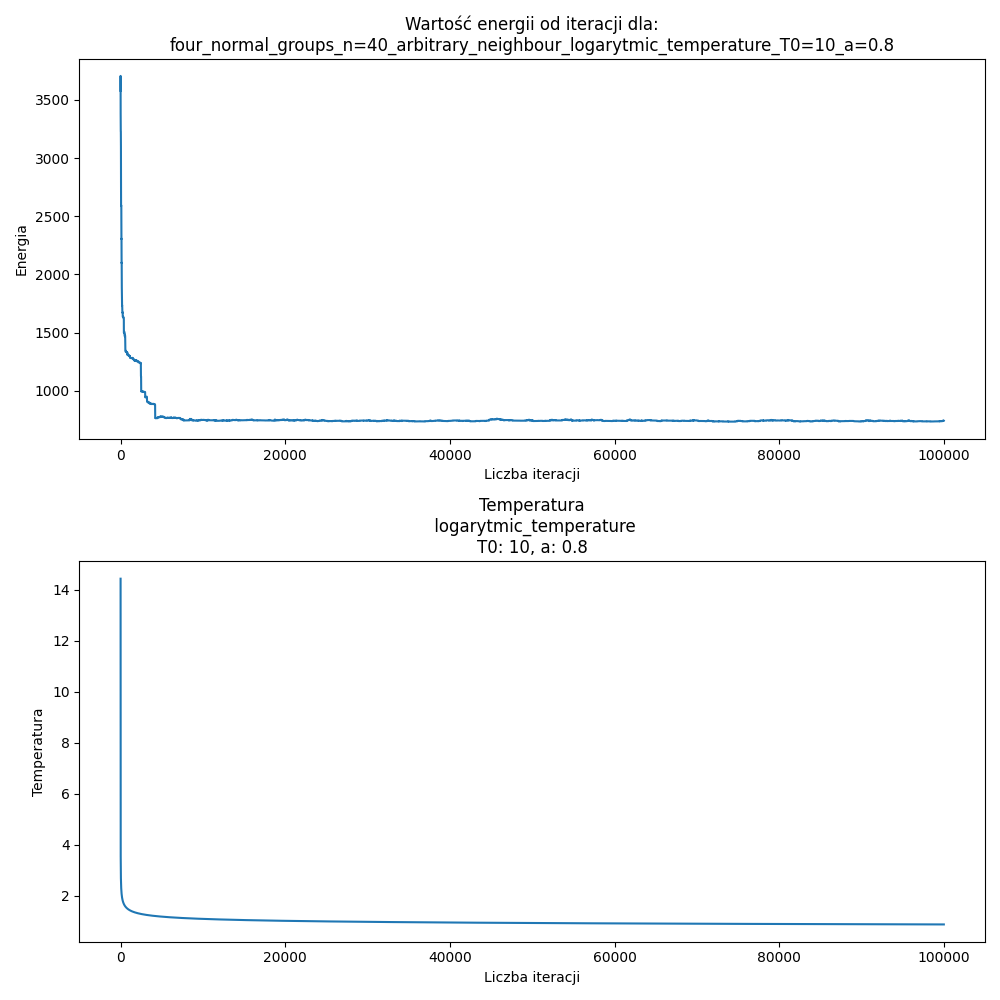 Wartość energii od iteracji dla:
four_normal_groups_n=40_arbitrary_neighbour_logarytmic_temperature_T0=10_a=0.8
Energia
3500
3000
2500
2000
1500
1000
0
20000
40000
60000
80000
100000
Liczba iteracji
Temperatura
logarytmic_temperature
T0: 10, a: 0.8
Temperatura
14
12
10
8
6
4
2
0
20000
40000
60000
80000
100000
Liczba iteracji